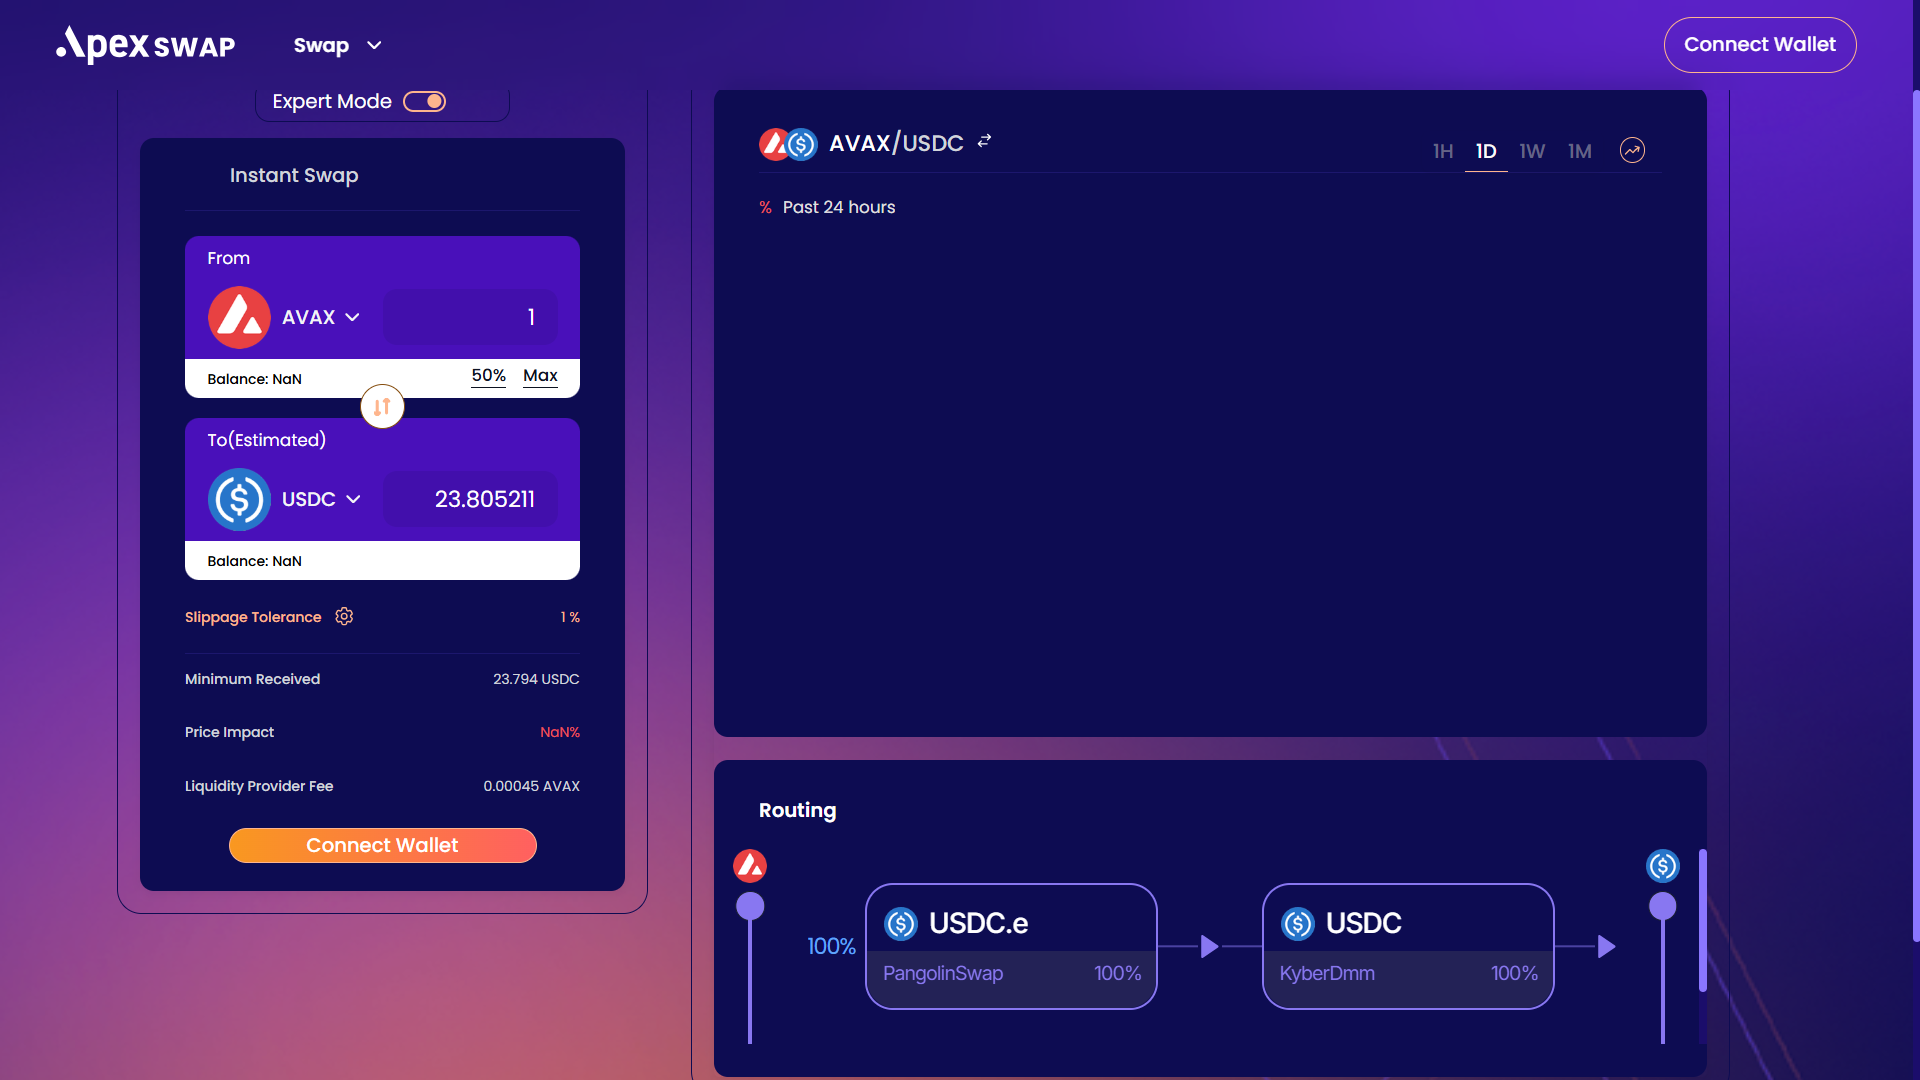 Apex SWAP
Swap
Connect Wallet
Expert Mode
Instant Swap
From
AVAX
1
Balance: NaN
50%
Max
To(Estimated)
USDC
23.805211
Balance: NaN
Slippage Tolerance
1 %
Minimum Received
23.794 USDC
Price Impact
NaN%
Liquidity Provider Fee
0.00045 AVAX
Connect Wallet
AVAX/USDC
1H
1D
1W
1M
% Past 24 hours
Routing
100%
USDC.e
PangolinSwap
100%
USDC
KyberDmm
100%